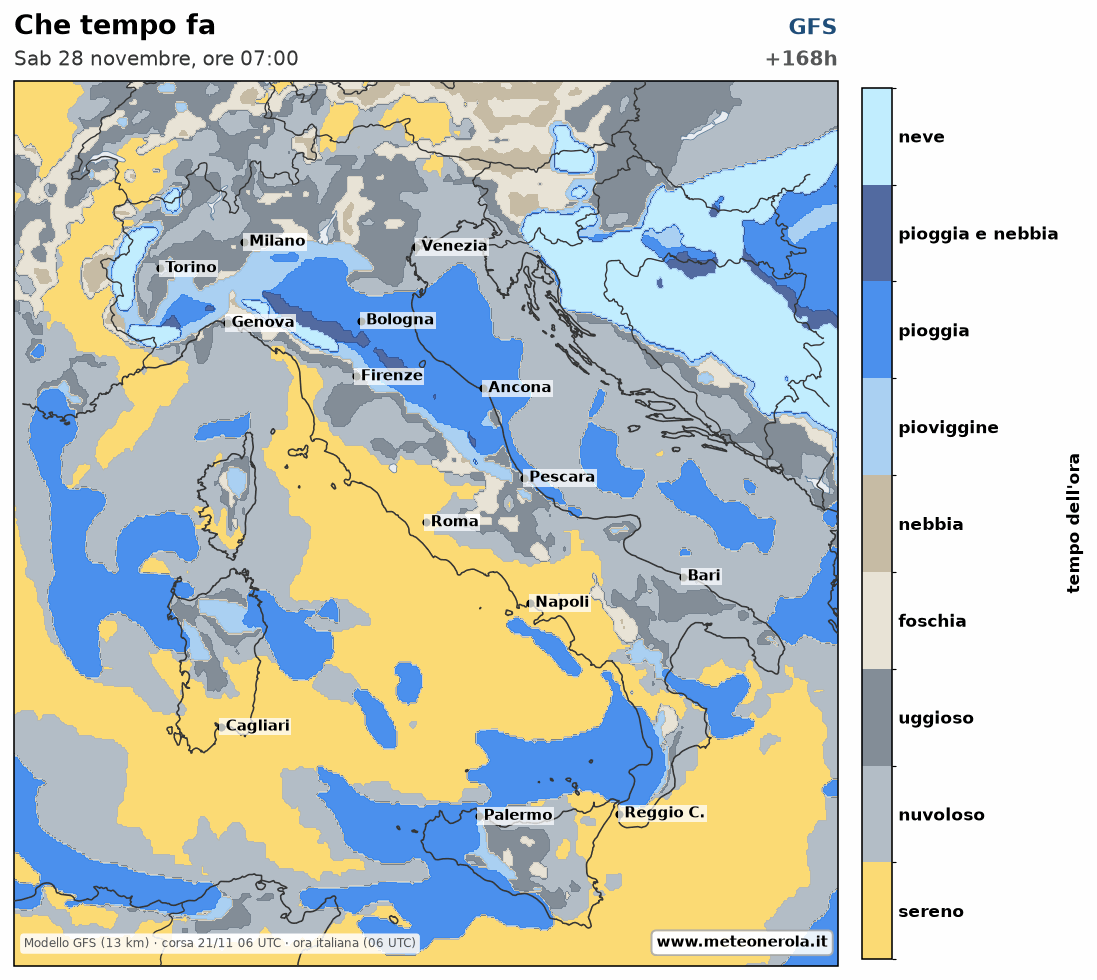 Che tempo fa
GFS
Sab 28 novembre, ore 07:00
+168h
neve
pioggia e nebbia
pioggia
pioviggine
nebbia
foschia
uggioso
nuvoloso
sereno
tempo dell'ora
Milano
Venezia
Torino
Genova
Bologna
Firenze
Ancona
Pescara
Roma
Bari
Napoli
Cagliari
Palermo
Reggio C.
Modello GFS (13 km) · corsa 21/11 06 UTC · ora italiana (06 UTC)
www.meteonerola.it